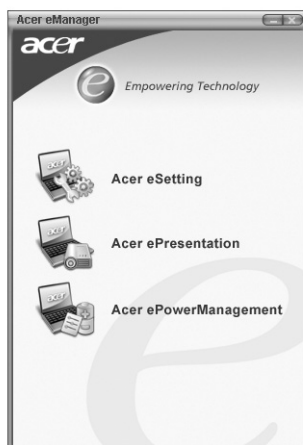 Acer eManager
acer
e Empowering Technology
Acer eSetting
Acer ePresentation
Acer ePowerManagement